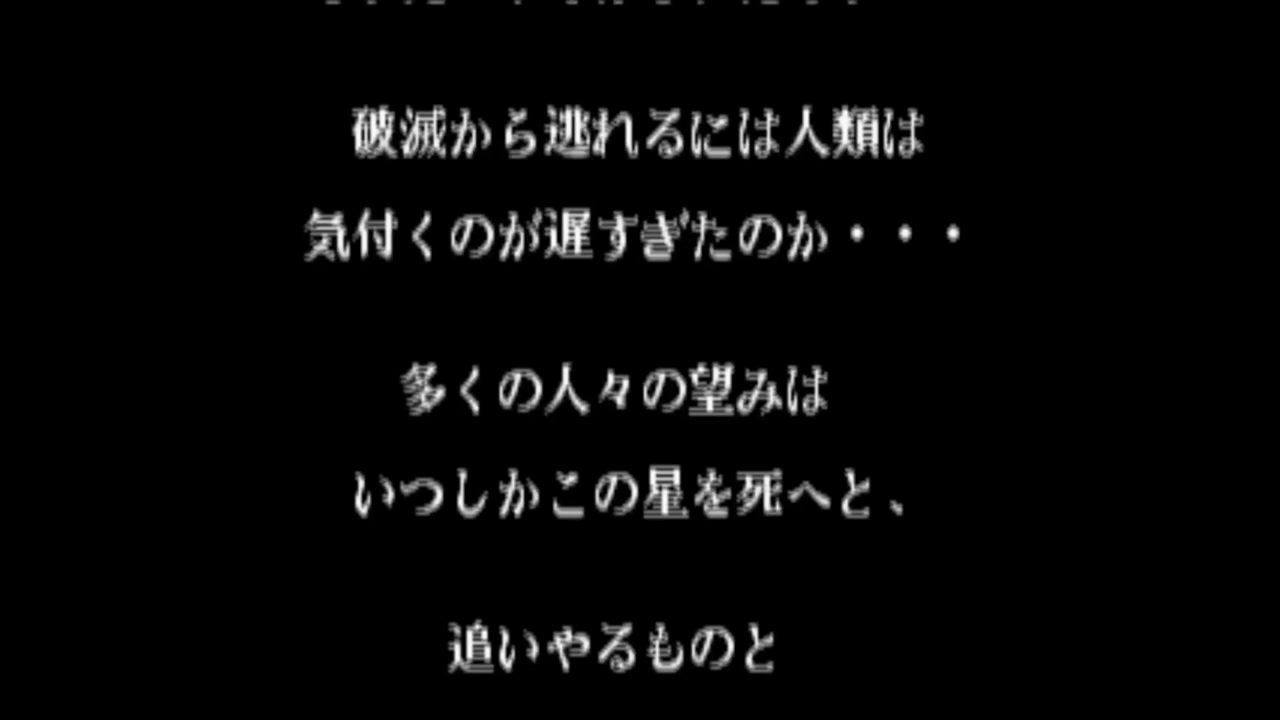 破滅から逃れるには人類は
気付くのが遅すぎたのか・・・
多くの人々の望みは
いつしかこの星を死へと、
追いやるものと